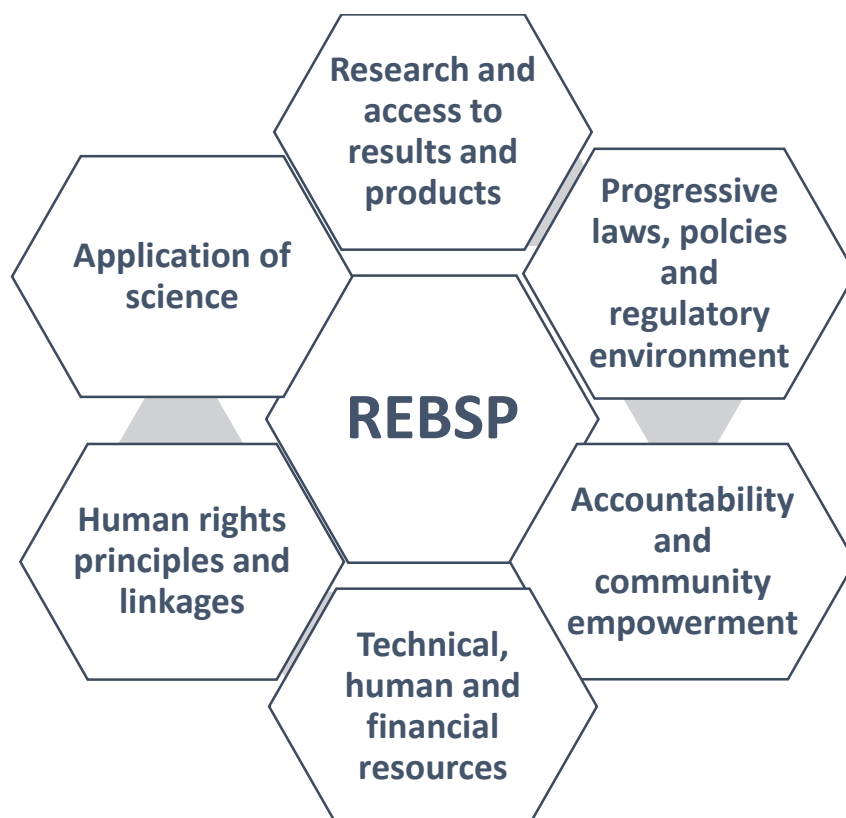 Research and
access to
results and
products
Progressive
laws, polcies
and
regulatory
environment
Application of
science
REBSP
Human rights
principles and
linkages
Accountability
and
community
empowerment
Technical,
human and
financial
resources